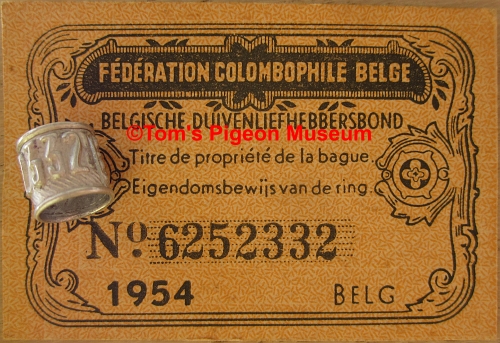 FÉDÉRATION COLOMBOPHILE BELGE
BELGISCHE DUIVENLIEFHEBBERSBOND
©Tom's Pigeon Museum
Titre de propriété de la bague.
Eigendomsbewijs van de ring.
No. 6252332
1954 BELG